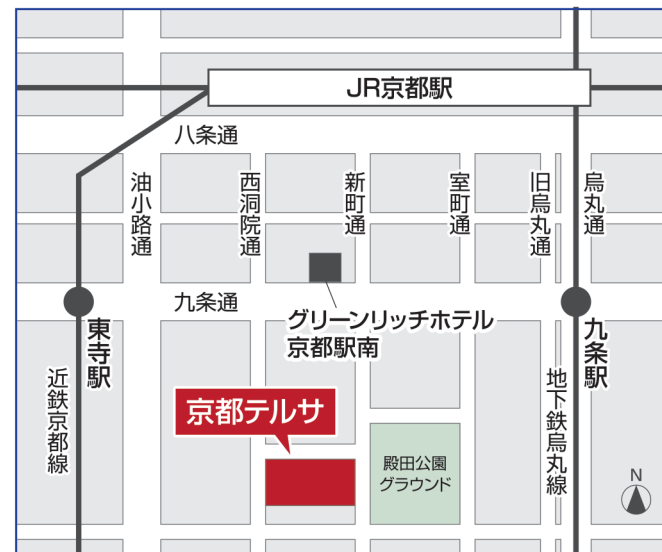 JR京都駅
八条通
油小路通
西洞院通
新町通
室町通
旧烏丸通
烏丸通
九条通
グリーンリッチホテル
京都駅南
東寺駅
九条駅
近鉄京都線
地下鉄烏丸線
京都テルサ
殿田公園
グラウンド
N